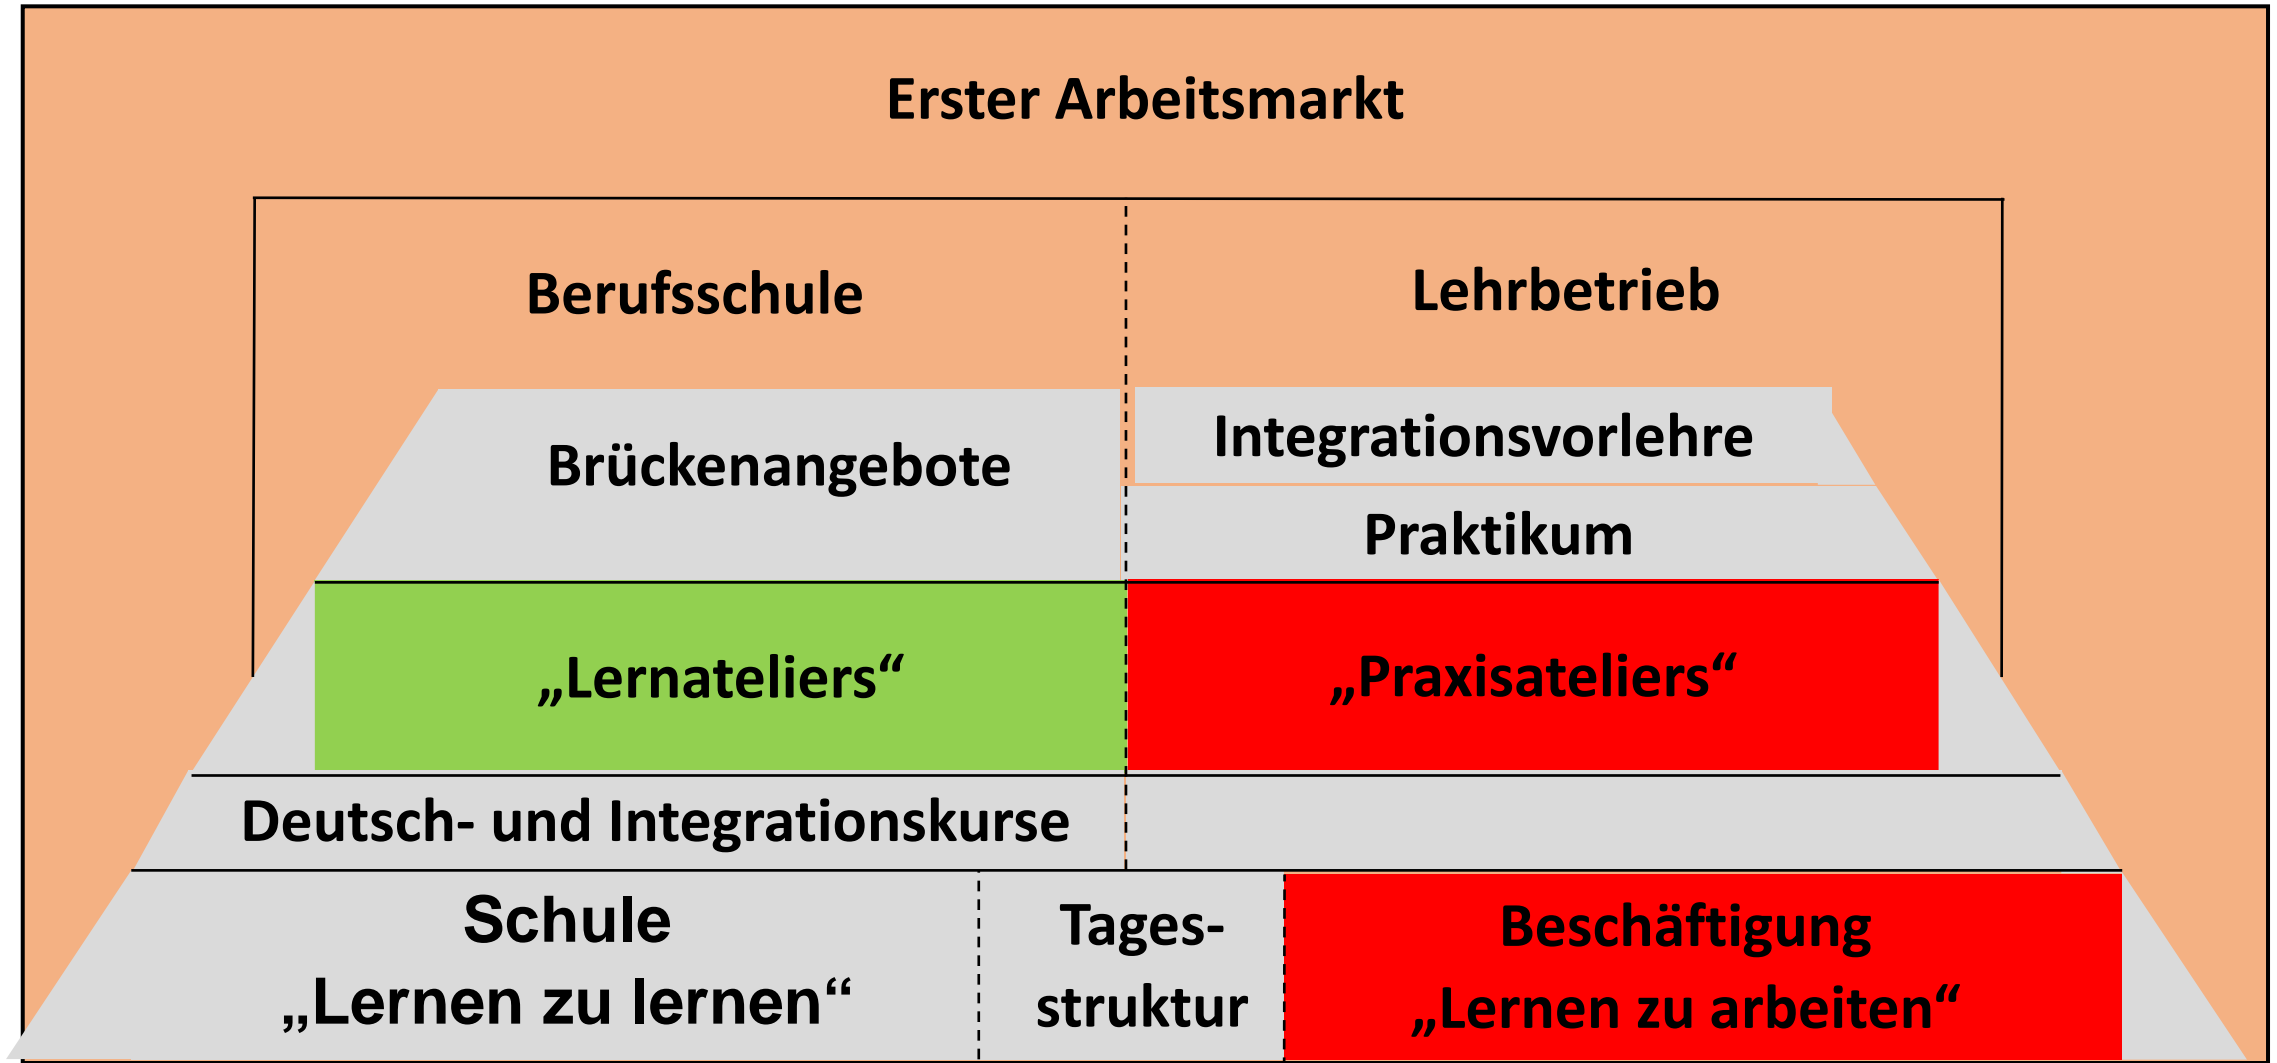 Erster Arbeitsmarkt
Berufsschule
Lehrbetrieb
Brückenangebote
Integrationsvorlehre
Praktikum
„Lernateliers“
„Praxisateliers“
Deutsch- und Integrationskurse
Schule
„Lernen zu lernen“
Tages-
struktur
Beschäftigung
„Lernen zu arbeiten“